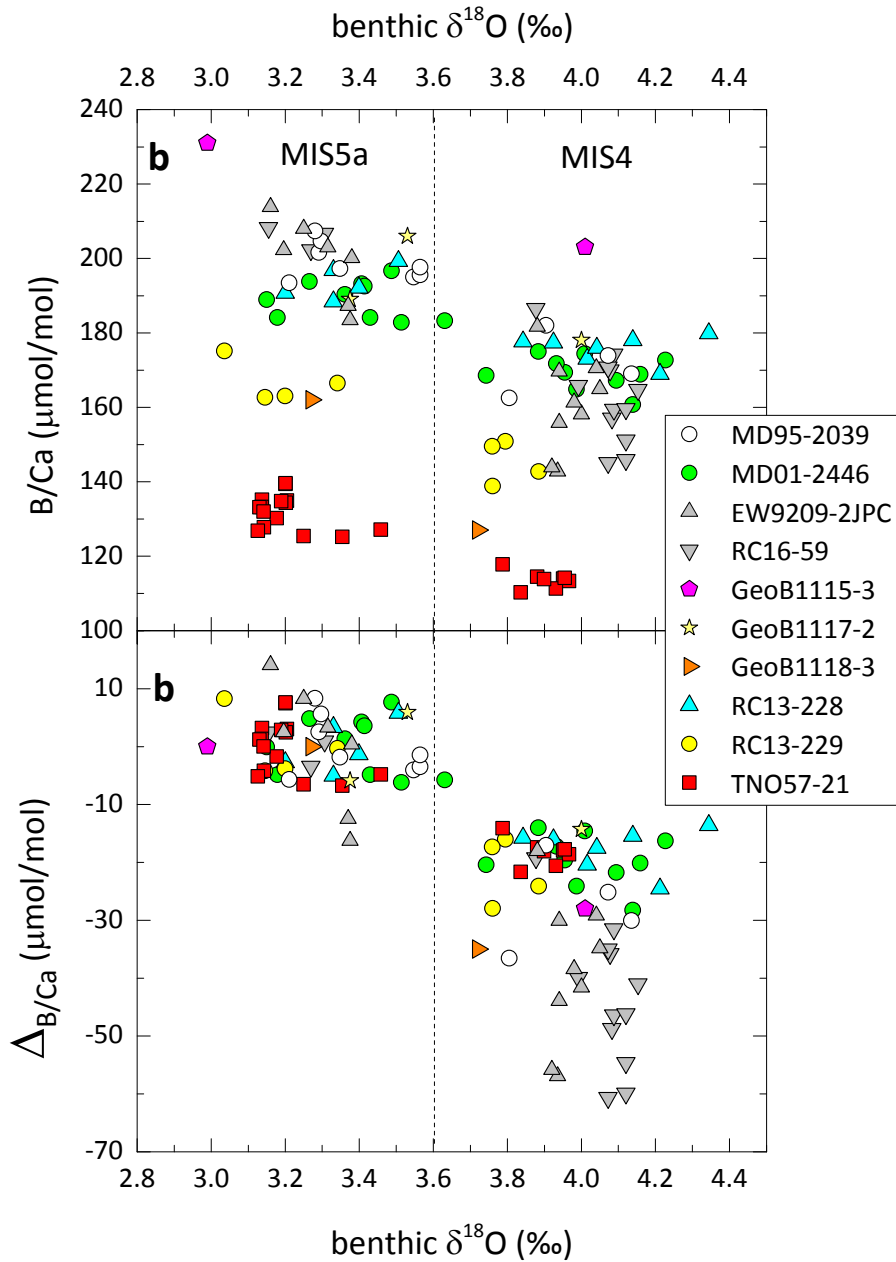 benthic δ¹⁸O (‰)
2.8 3.0 3.2 3.4 3.6 3.8 4.0 4.2 4.4
240
b MIS5a MIS4
220
200
180
160
140
120
100
B/Ca (μmol/mol)
MD95-2039
MD01-2446
EW9209-2JPC
RC16-59
GeoB1115-3
GeoB1117-2
GeoB1118-3
RC13-228
RC13-229
TNO57-21
b
10
-10
-30
-50
-70
Δ_B/Ca (μmol/mol)
2.8 3.0 3.2 3.4 3.6 3.8 4.0 4.2 4.4
benthic δ¹⁸O (‰)